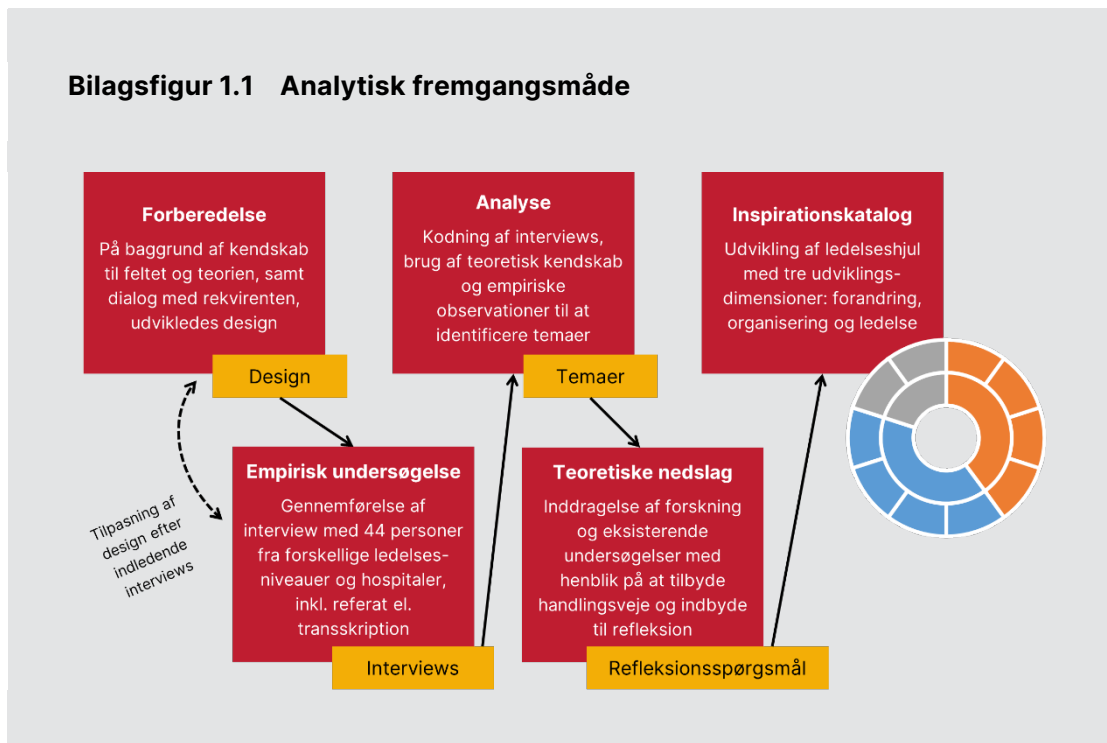 Bilagsfigur 1.1 Analytisk fremgangsmåde
Forberedelse
På baggrund af kendskab
til feltet og teorien, samt
dialog med rekvirenten,
udvikledes design
Design
Tilpasning af
design efter
indledende
interviews
Empirisk undersøgelse
Gennemførelse af
interview med 44 personer
fra forskellige ledelses-
niveauer og hospitaler,
inkl. referat el.
transskription
Interviews
Analyse
Kodning af interviews,
brug af teoretisk kendskab
og empiriske
observationer til at
identificere temaer
Temaer
Teoretiske nedslag
Inddragelse af forskning
og eksisterende
undersøgelser med
henblik på at tilbyde
handlingsveje og indbyde
til refleksion
Refleksionsspørgsmål
Inspirationskatalog
Udvikling af ledelseshjul
med tre udviklings-
dimensioner: forandring,
organisering og ledelse